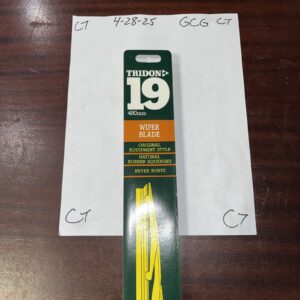 CT 4-28-25 GCG CT
TRIDON
19
480mm
WIPER
BLADE
ORIGINAL
EQUIPMENT STYLE
NATURAL
RUBBER SQUEEGEE
NEVER RUSTS
CT CT